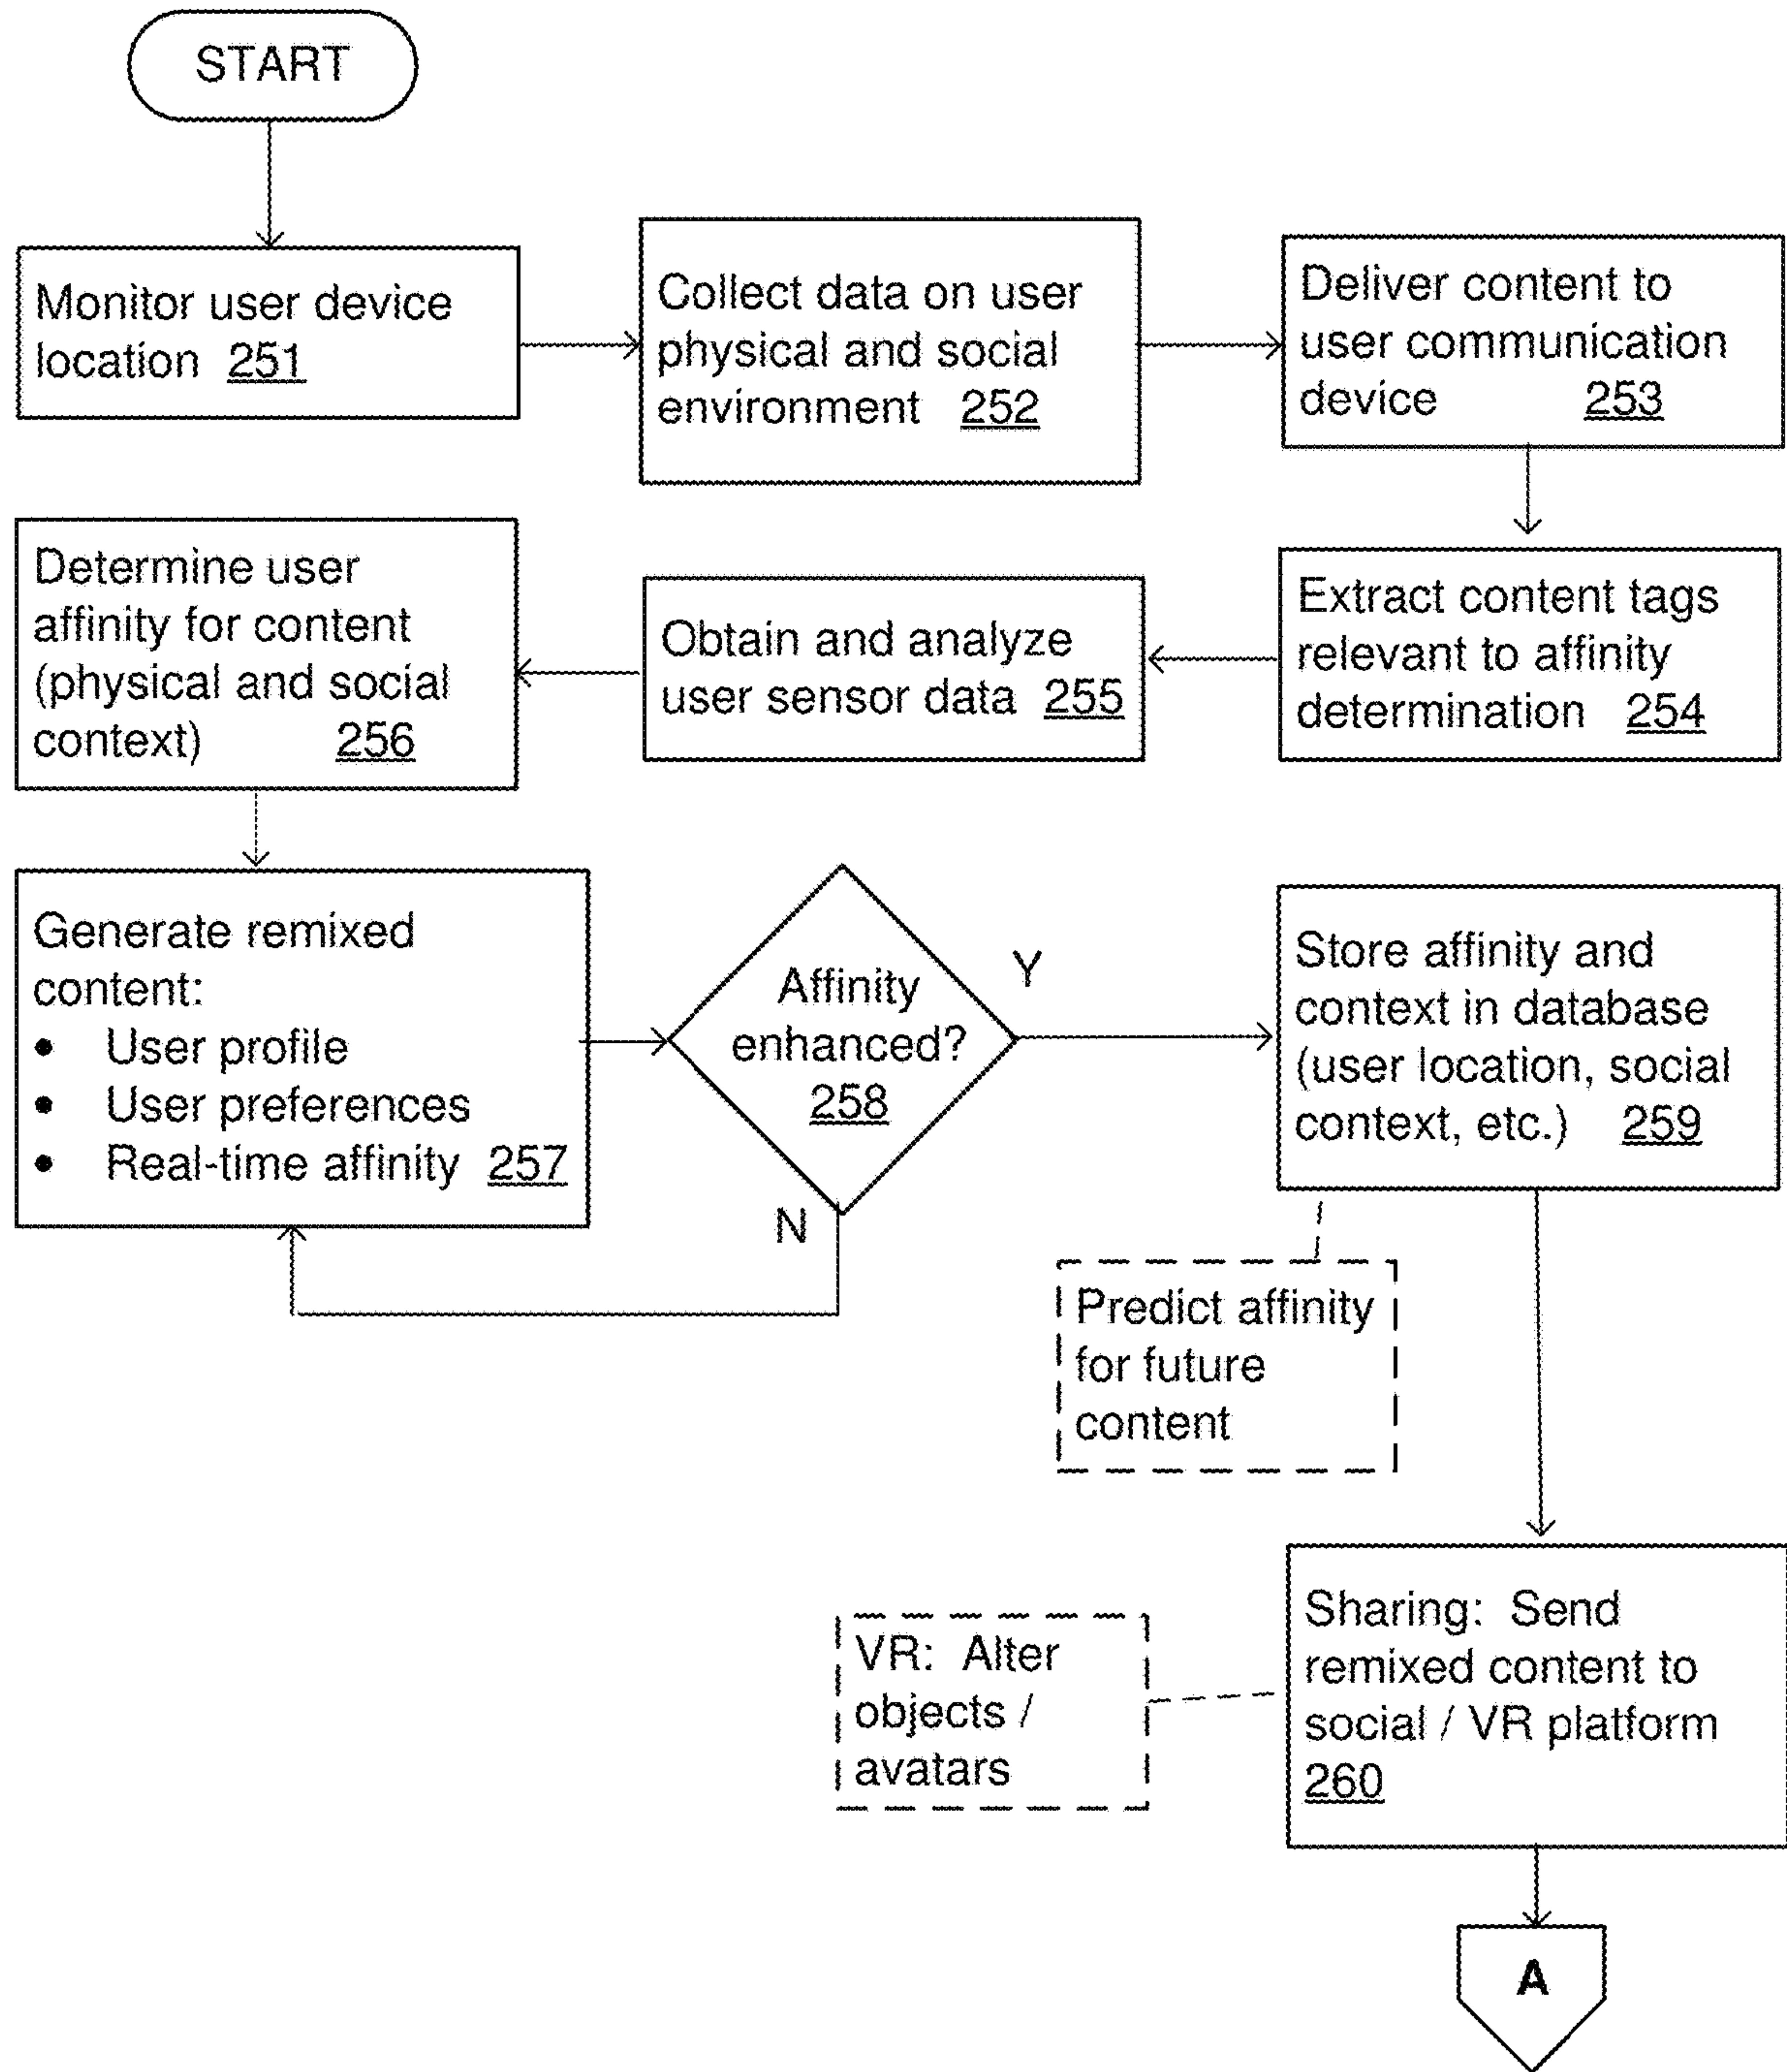 START
Monitor user device
location 251
Collect data on user
physical and social
environment 252
Deliver content to
user communication
device 253
Extract content tags
relevant to affinity
determination 254
Obtain and analyze
user sensor data 255
Determine user
affinity for content
(physical and social
context) 256
Generate remixed
content:
• User profile
• User preferences
• Real-time affinity 257
Affinity
enhanced?
258
Y
N
Store affinity and
context in database
(user location, social
context, etc.) 259
Predict affinity
for future
content
Sharing: Send
remixed content to
social / VR platform
260
VR: Alter
objects /
avatars
A